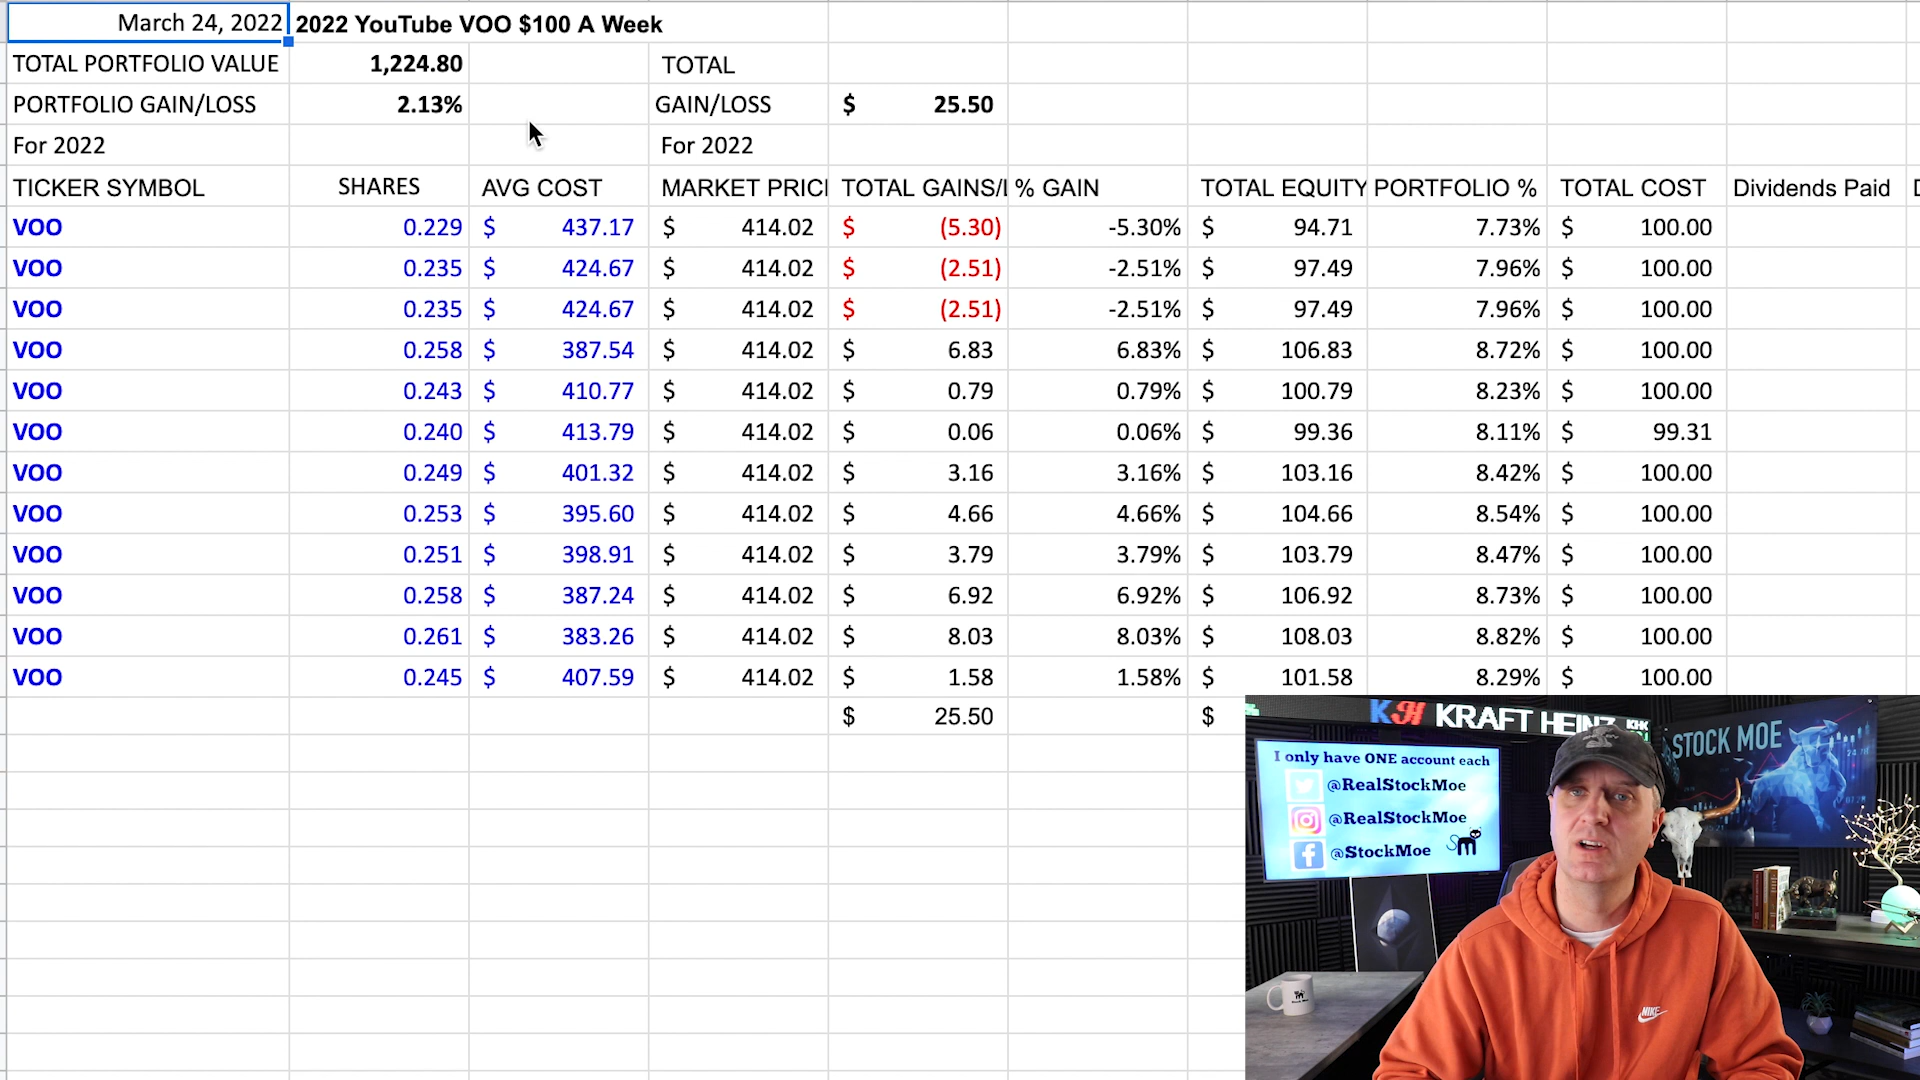 March 24, 2022 2022 YouTube VOO $100 A Week
TOTAL PORTFOLIO VALUE 1,224.80 TOTAL
PORTFOLIO GAIN/LOSS 2.13% GAIN/LOSS $ 25.50
For 2022 For 2022
TICKER SYMBOL SHARES AVG COST MARKET PRICI TOTAL GAINS/L % GAIN TOTAL EQUITY PORTFOLIO % TOTAL COST Dividends Paid D
VOO 0.229 $ 437.17 $ 414.02 $ (5.30) -5.30% $ 94.71 7.73% $ 100.00
VOO 0.235 $ 424.67 $ 414.02 $ (2.51) -2.51% $ 97.49 7.96% $ 100.00
VOO 0.235 $ 424.67 $ 414.02 $ (2.51) -2.51% $ 97.49 7.96% $ 100.00
VOO 0.258 $ 387.54 $ 414.02 $ 6.83 6.83% $ 106.83 8.72% $ 100.00
VOO 0.243 $ 410.77 $ 414.02 $ 0.79 0.79% $ 100.79 8.23% $ 100.00
VOO 0.240 $ 413.79 $ 414.02 $ 0.06 0.06% $ 99.36 8.11% $ 99.31
VOO 0.249 $ 401.32 $ 414.02 $ 3.16 3.16% $ 103.16 8.42% $ 100.00
VOO 0.253 $ 395.60 $ 414.02 $ 4.66 4.66% $ 104.66 8.54% $ 100.00
VOO 0.251 $ 398.91 $ 414.02 $ 3.79 3.79% $ 103.79 8.47% $ 100.00
VOO 0.258 $ 387.24 $ 414.02 $ 6.92 6.92% $ 106.92 8.73% $ 100.00
VOO 0.261 $ 383.26 $ 414.02 $ 8.03 8.03% $ 108.03 8.82% $ 100.00
VOO 0.245 $ 407.59 $ 414.02 $ 1.58 1.58% $ 101.58 8.29% $ 100.00
$ 25.50 $
KH KRAFT HEINZ KHC
STOCK MOE
I only have ONE account each
@RealStockMoe
@RealStockMoe
@StockMoe
NIKE